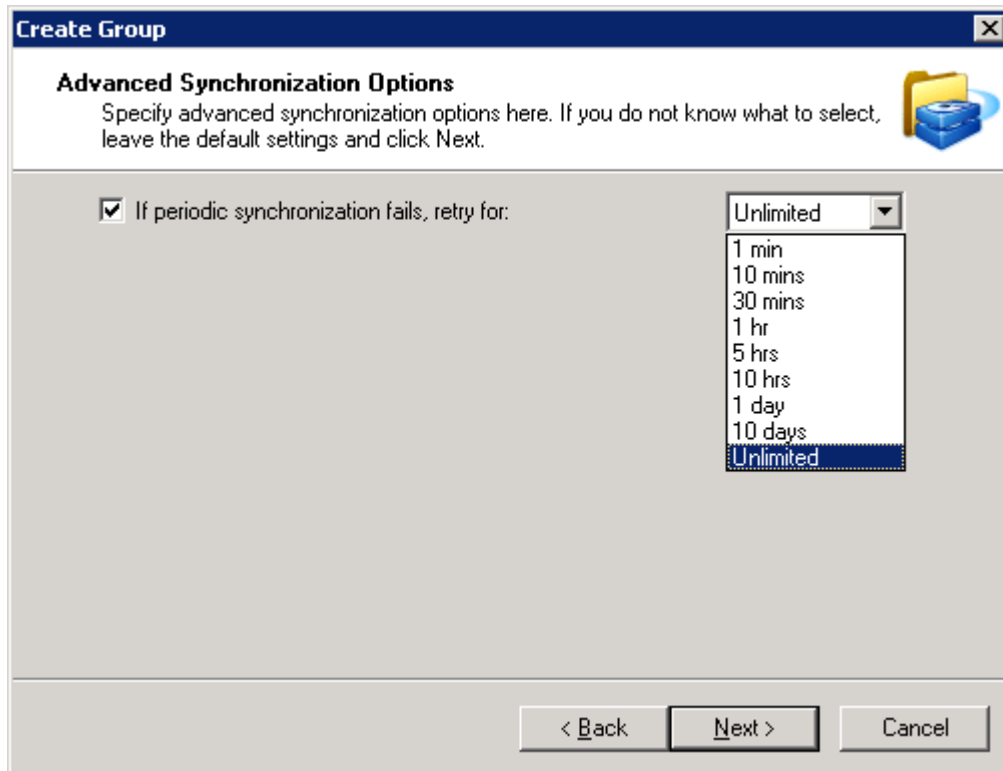 Create Group
Advanced Synchronization Options
Specify advanced synchronization options here. If you do not know what to select,
leave the default settings and click Next.
If periodic synchronization fails, retry for:
Unlimited
1 min
10 mins
30 mins
1 hr
5 hrs
10 hrs
1 day
10 days
Unlimited
< Back
Next >
Cancel